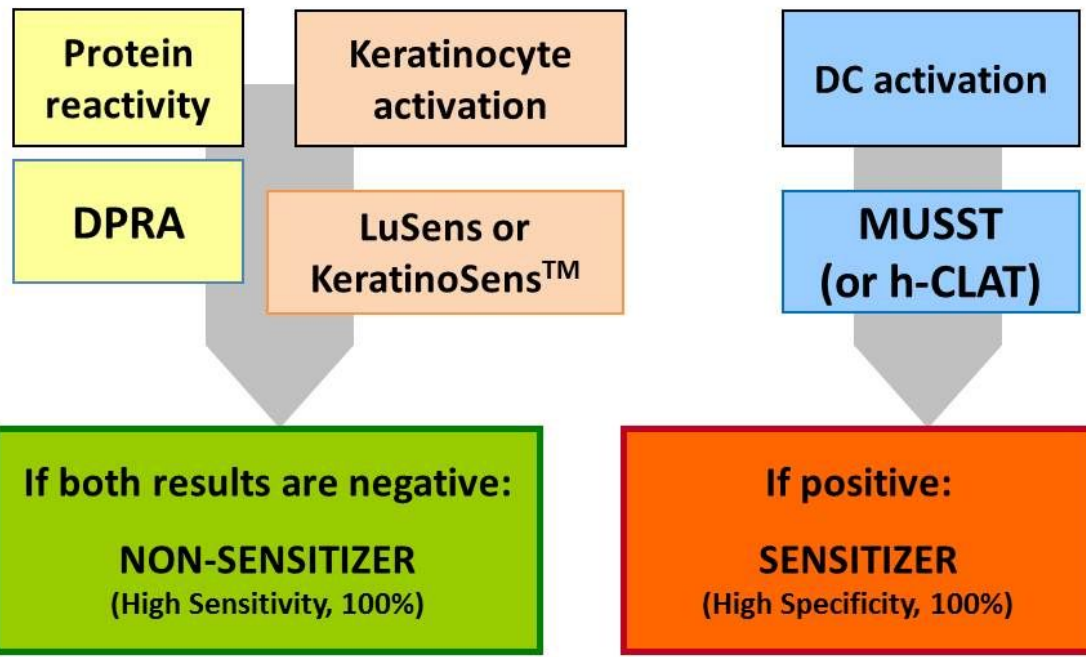 Protein
reactivity
Keratinocyte
activation
DC activation
DPRA
LuSens or
KeratinoSens™
MUSST
(or h-CLAT)
If both results are negative:
NON-SENSITIZER
(High Sensitivity, 100%)
If positive:
SENSITIZER
(High Specificity, 100%)